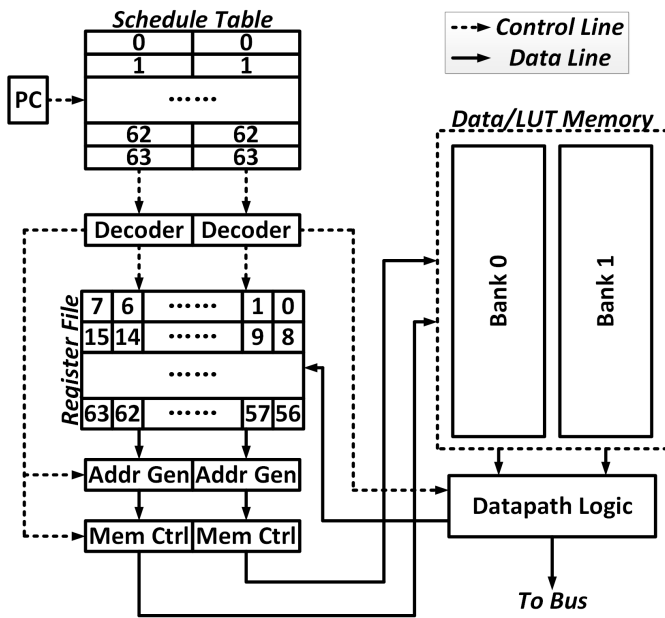 Schedule Table
0 0
1 1
......
62 62
63 63
PC
Control Line
Data Line
Data/LUT Memory
Bank 0
Bank 1
Decoder Decoder
Register File
7 6 ...... 1 0
15 14 ...... 9 8
......
63 62 ...... 57 56
Addr Gen Addr Gen
Mem Ctrl Mem Ctrl
Datapath Logic
To Bus